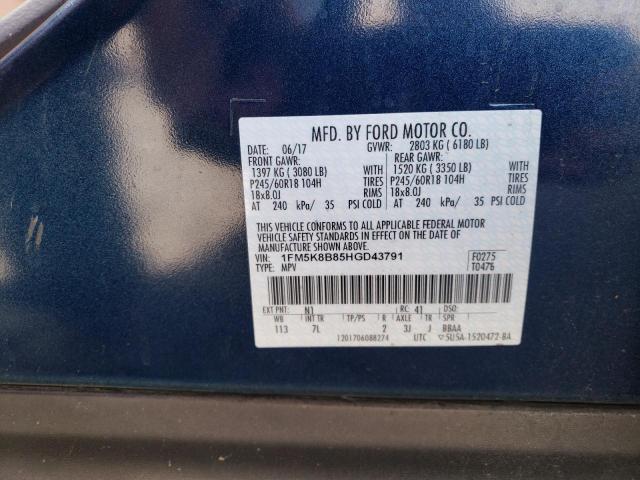 MFD. BY FORD MOTOR CO.
DATE: 06/17 GVWR: 2803 KG ( 6180 LB)
FRONT GAWR: REAR GAWR:
1397 KG ( 3080 LB) WITH 1520 KG ( 3350 LB) WITH
P245/60R18 104H TIRES P245/60R18 104H TIRES
18x8.0J RIMS 18x8.0J RIMS
AT 240 kPa/ 35 PSI COLD AT 240 kPa/ 35 PSI COLD
THIS VEHICLE CONFORMS TO ALL APPLICABLE FEDERAL MOTOR
VEHICLE SAFETY STANDARDS IN EFFECT ON THE DATE OF
MANUFACTURE SHOWN ABOVE.
VIN: 1FM5K8B85HGD43791 F0275
TYPE: MPV T0476
EXT PNT: N1 RC: 41 DSO:
WB INT TR TP/PS R AXLE TR SPR
113 7L 2 3J J BBAA
1201706088274 UTC